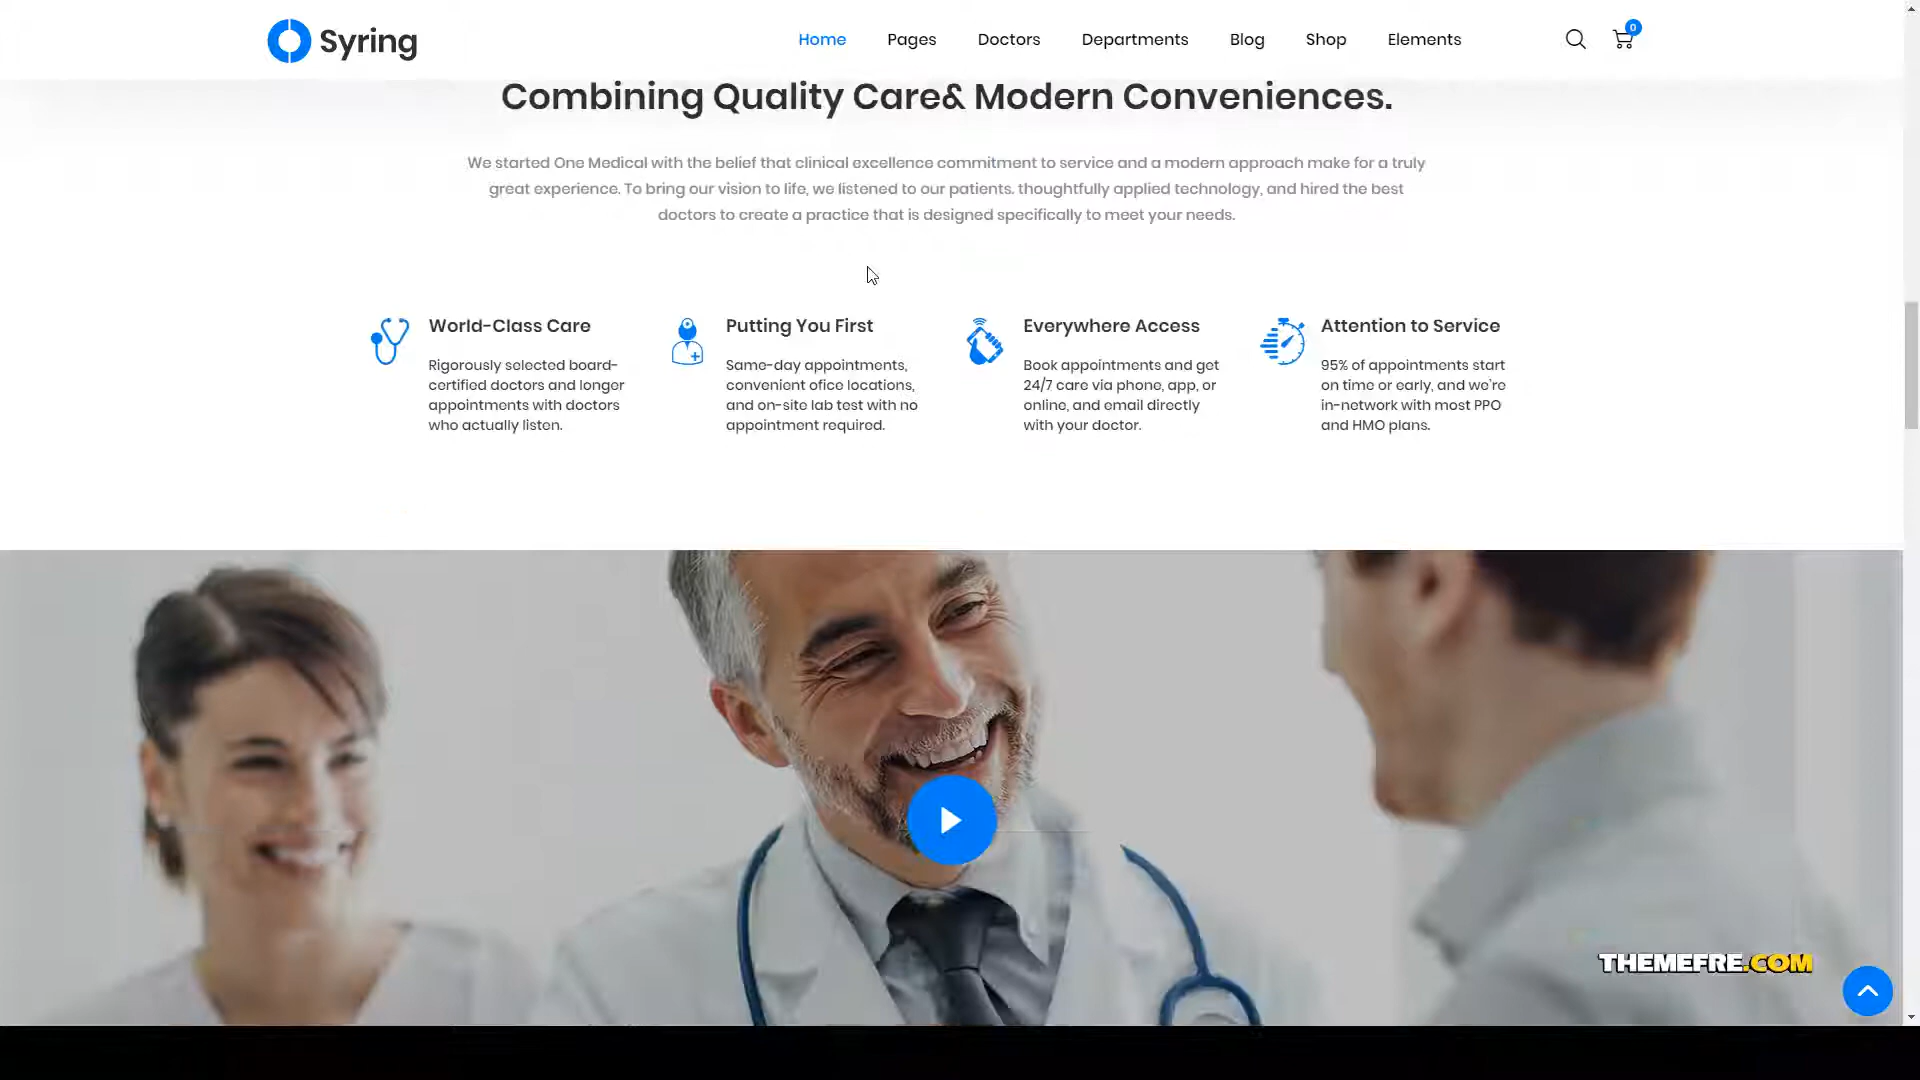 Syring
Home
Pages
Doctors
Departments
Blog
Shop
Elements
0
Combining Quality Care& Modern Conveniences.
We started One Medical with the belief that clinical excellence commitment to service and a modern approach make for a truly
great experience. To bring our vision to life, we listened to our patients. thoughtfully applied technology, and hired the best
doctors to create a practice that is designed specifically to meet your needs.
World-Class Care
Rigorously selected board-
certified doctors and longer
appointments with doctors
who actually listen.
Putting You First
Same-day appointments,
convenient ofice locations,
and on-site lab test with no
appointment required.
Everywhere Access
Book appointments and get
24/7 care via phone, app, or
online, and email directly
with your doctor.
Attention to Service
95% of appointments start
on time or early, and we're
in-network with most PPO
and HMO plans.
THEMEFRE.COM